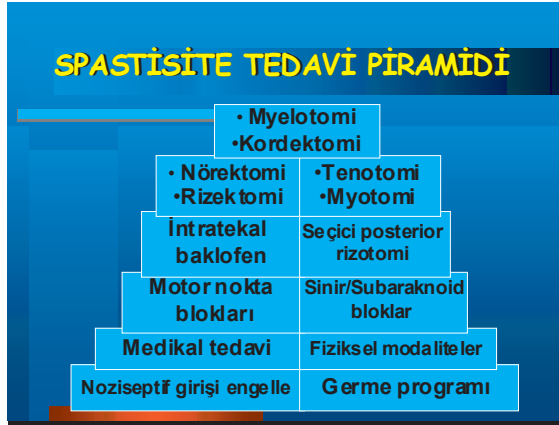 SPASTİSİTE TEDAVİ PİRAMİDİ
• Myelotomi
•Kordektomi
• Nörektomi
•Rizektomi
•Tenotomi
•Myotomi
İntratekal
baklofen
Seçici posterior
rizotomi
Motor nokta
blokları
Sinir/Subaraknoid
bloklar
Medikal tedavi
Fiziksel modaliteler
Noziseptif girişi engelle
Germe programı